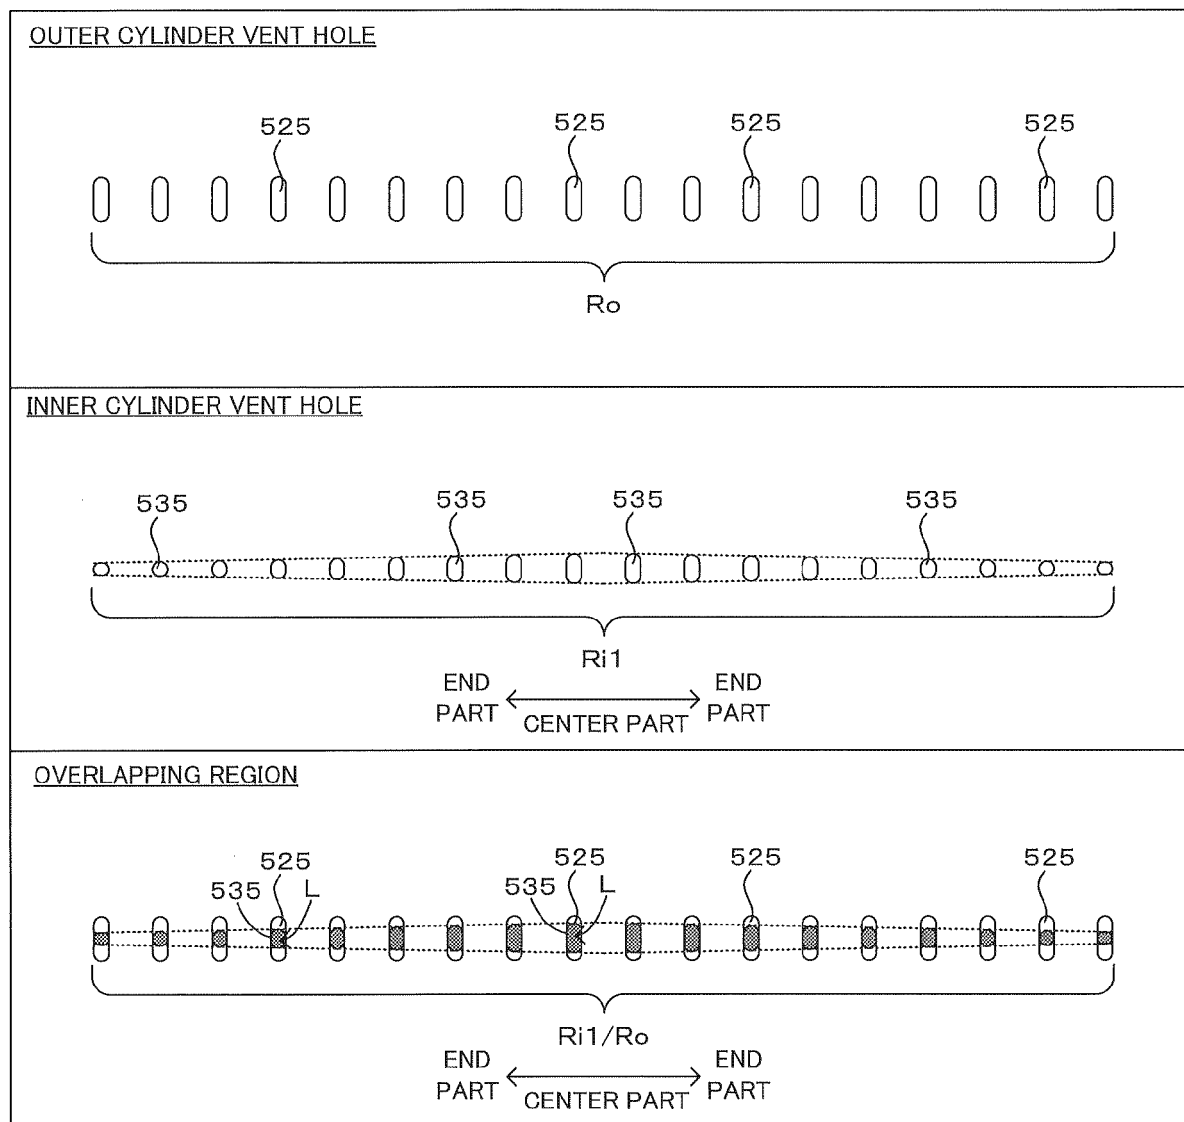 OUTER CYLINDER VENT HOLE
525 525 525 525
Ro
INNER CYLINDER VENT HOLE
535 535 535 535
Ri1
END PART CENTER PART END PART
OVERLAPPING REGION
525 525 525 525
535 L 535 L
Ri1/Ro
END PART CENTER PART END PART